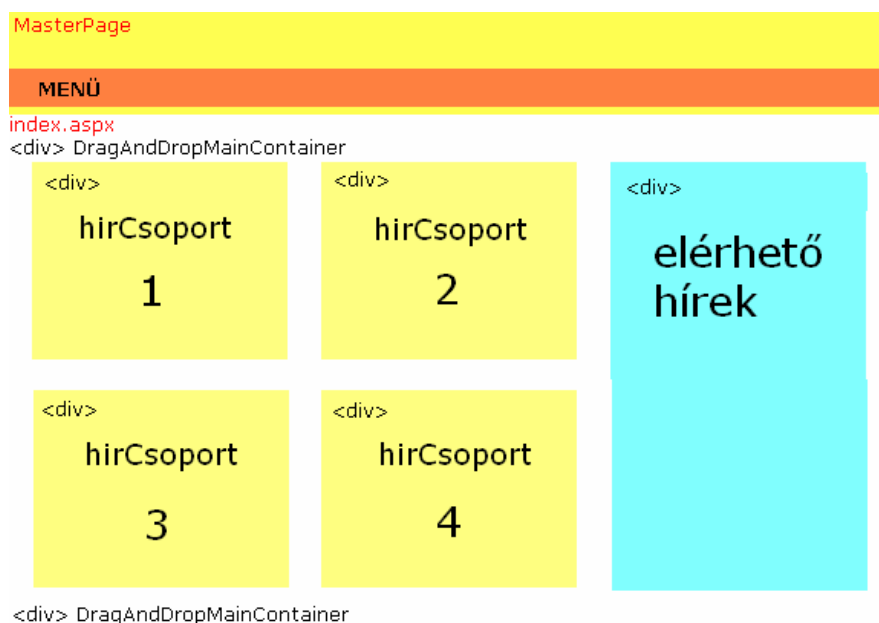 MasterPage
MENÜ
index.aspx
<div> DragAndDropMainContainer
<div>
hirCsoport
1
<div>
hirCsoport
2
<div>
elérhető
hírek
<div>
hirCsoport
3
<div>
hirCsoport
4
<div> DragAndDropMainContainer